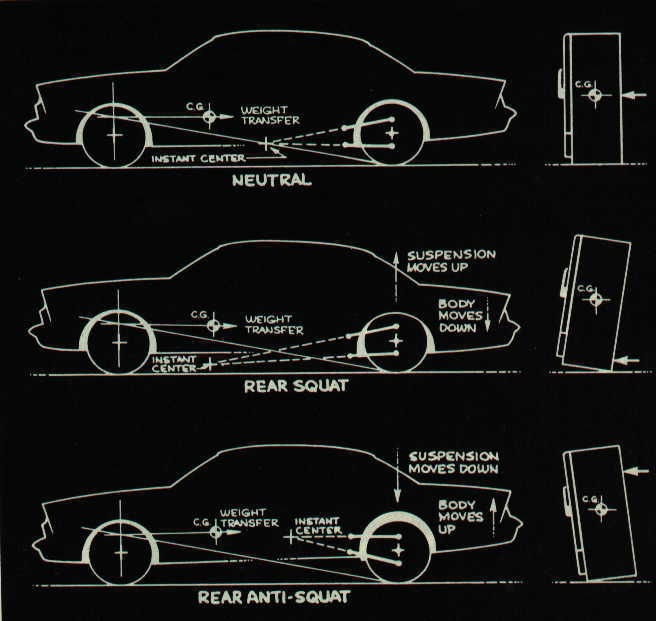 C.G.
WEIGHT
TRANSFER
INSTANT CENTER
NEUTRAL
C.G.
SUSPENSION
MOVES UP
BODY
MOVES
DOWN
C.G.
WEIGHT
TRANSFER
INSTANT
CENTER
REAR SQUAT
C.G.
SUSPENSION
MOVES DOWN
BODY
MOVES
UP
WEIGHT
C.G. TRANSFER
INSTANT
CENTER
REAR ANTI-SQUAT
C.G.